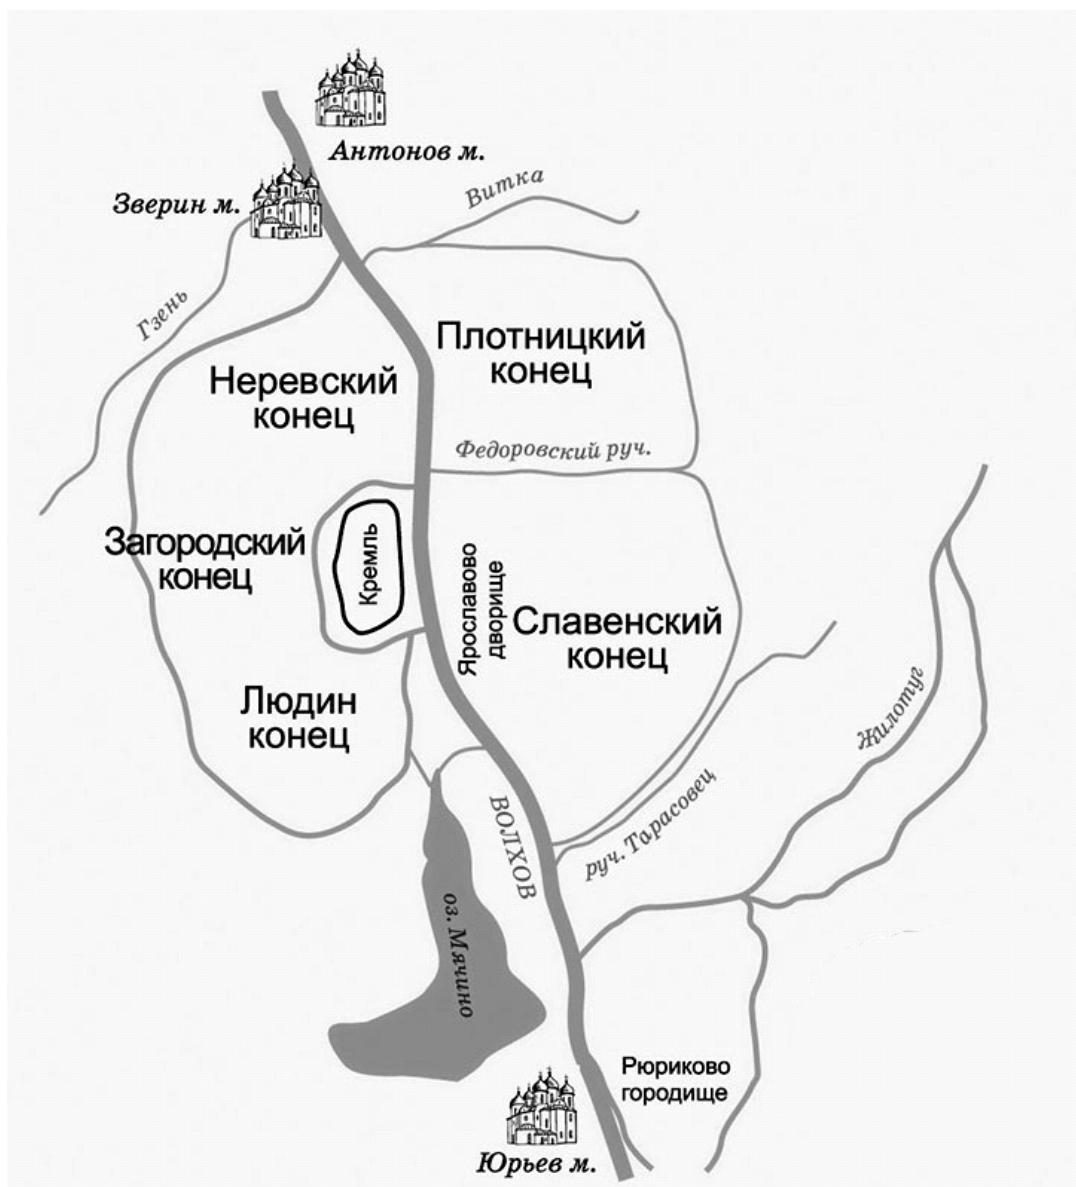 Антонов м.
Витка
Зверин м.
Гзень
Плотницкий
конец
Неревский
конец
Федоровский руч.
Загородский
конец
Кремль
Ярославово
дворище
Славенский
конец
Людин
конец
Жилотуг
ВОЛХОВ
руч. Тарасовец
оз. Мячино
Рюриково
городище
Юрьев м.